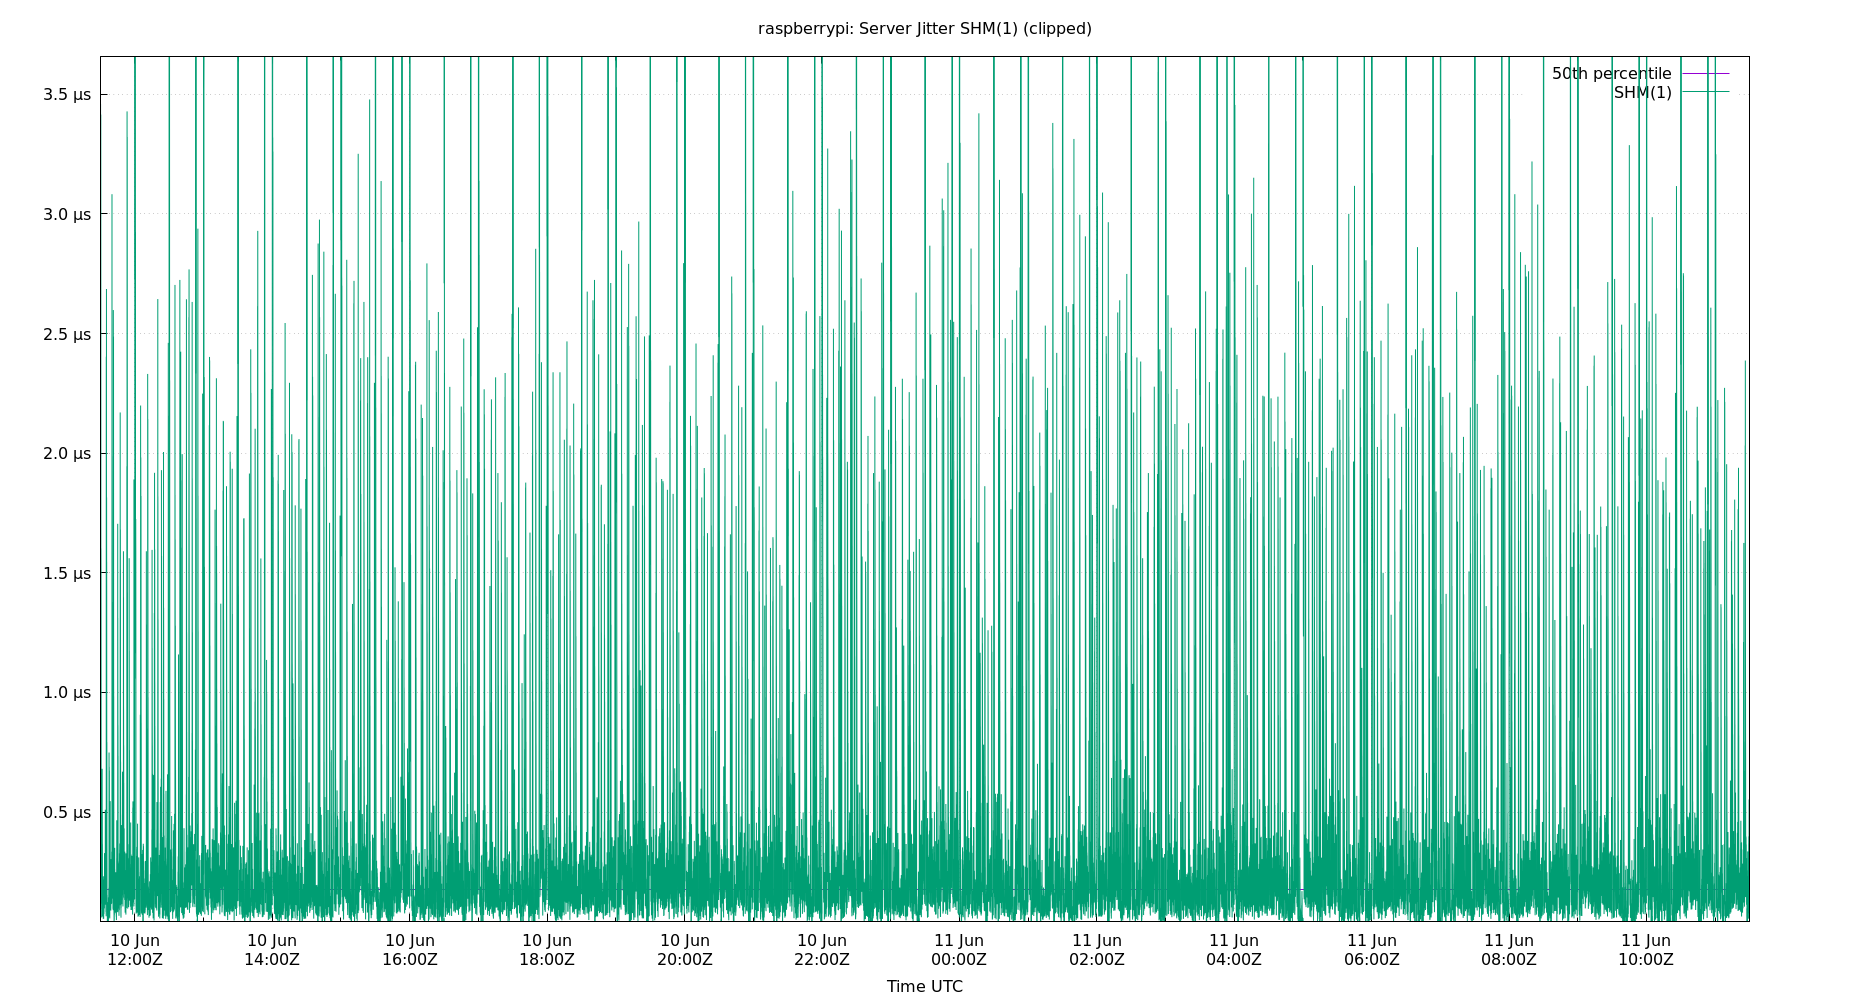 raspberrypi: Server Jitter SHM(1) (clipped)
50th percentile
SHM(1)
3.5 µs
3.0 µs
2.5 µs
2.0 µs
1.5 µs
1.0 µs
0.5 µs
10 Jun 10 Jun 10 Jun 10 Jun 10 Jun 10 Jun 11 Jun 11 Jun 11 Jun 11 Jun 11 Jun 11 Jun
12:00Z 14:00Z 16:00Z 18:00Z 20:00Z 22:00Z 00:00Z 02:00Z 04:00Z 06:00Z 08:00Z 10:00Z
Time UTC